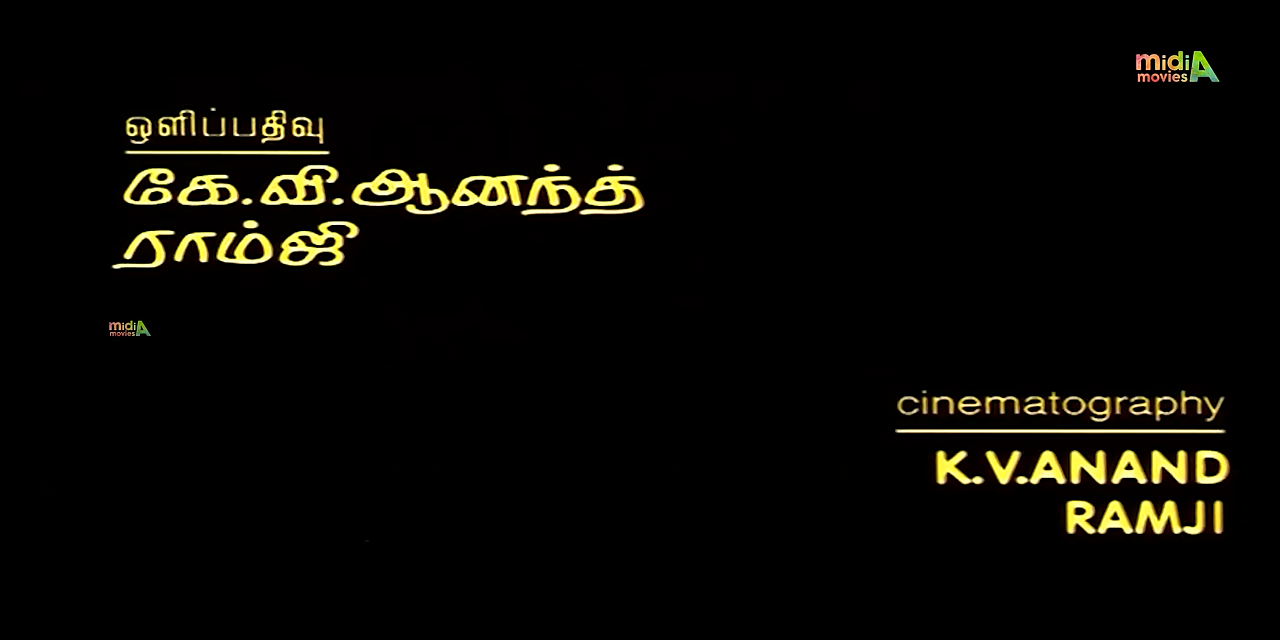 midiA
movies
ஒளிப்பதிவு
கே.வி.ஆனந்த்
ராம்ஜி
midiA
movies
cinematography
K.V.ANAND
RAMJI